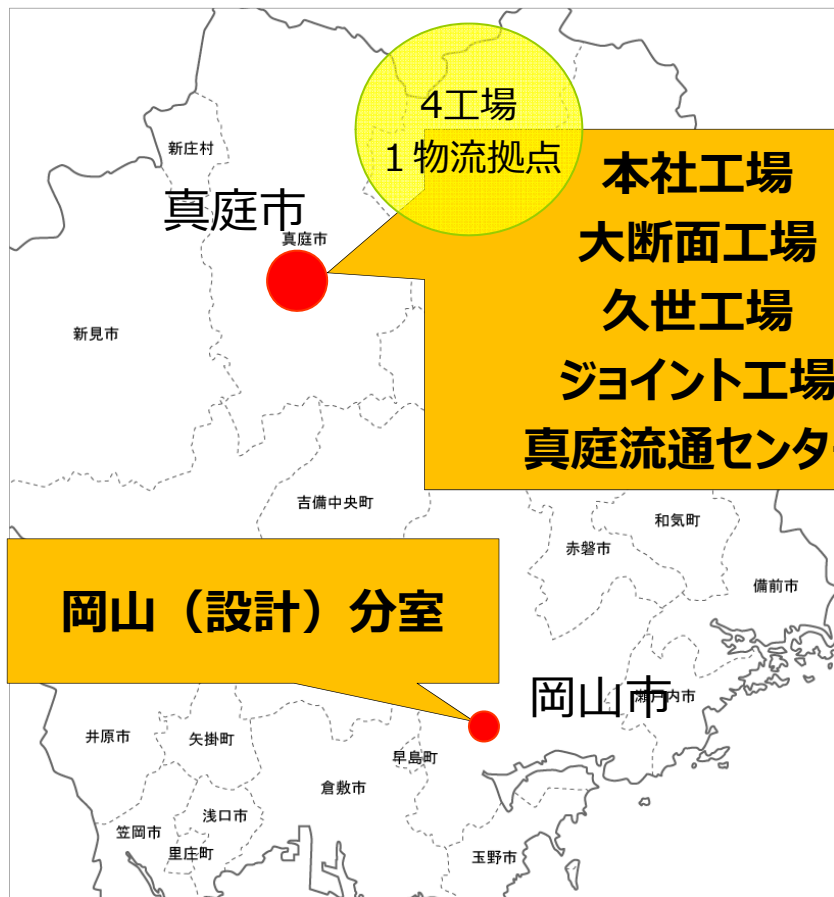 4工場
１物流拠点
本社工場
大断面工場
久世工場
ジョイント工場
真庭流通センタ
新庄村
真庭市
真庭市
新見市
吉備中央町
和気町
赤磐市
備前市
岡山（設計）分室
岡山市
瀬戸内市
井原市
矢掛町
早島町
倉敷市
浅口市
笠岡市
里庄町
玉野市